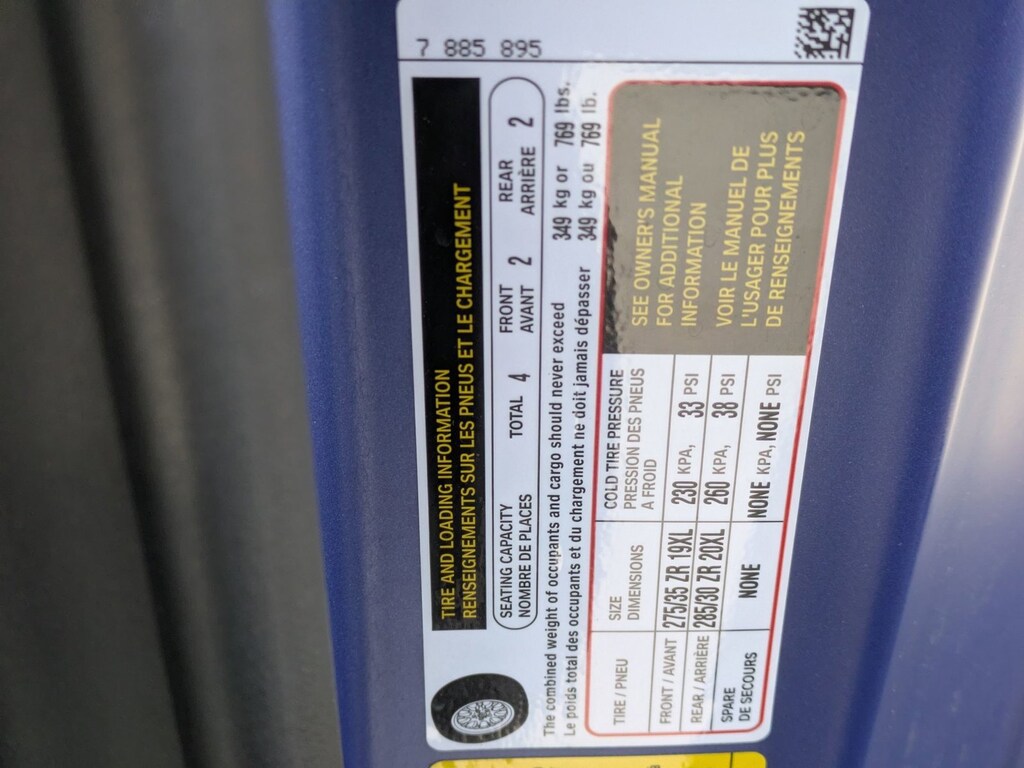 7 885 895
TIRE AND LOADING INFORMATION
RENSEIGNEMENTS SUR LES PNEUS ET LE CHARGEMENT
SEATING CAPACITY TOTAL 4 FRONT 2 REAR 2
NOMBRE DE PLACES AVANT ARRIÈRE
The combined weight of occupants and cargo should never exceed 349 kg or 769 lbs.
Le poids total des occupants et du chargement ne doit jamais dépasser 349 kg ou 769 lb.
TIRE / PNEU
SIZE
DIMENSIONS
COLD TIRE PRESSURE
PRESSION DES PNEUS
A FROID
FRONT / AVANT 275/35 ZR 19XL 230 KPA, 33 PSI
REAR / ARRIÈRE 285/30 ZR 20XL 260 KPA, 38 PSI
SPARE
DE SECOURS NONE NONE KPA, NONE PSI
SEE OWNER'S MANUAL
FOR ADDITIONAL
INFORMATION
VOIR LE MANUEL DE
L'USAGER POUR PLUS
DE RENSEIGNEMENTS